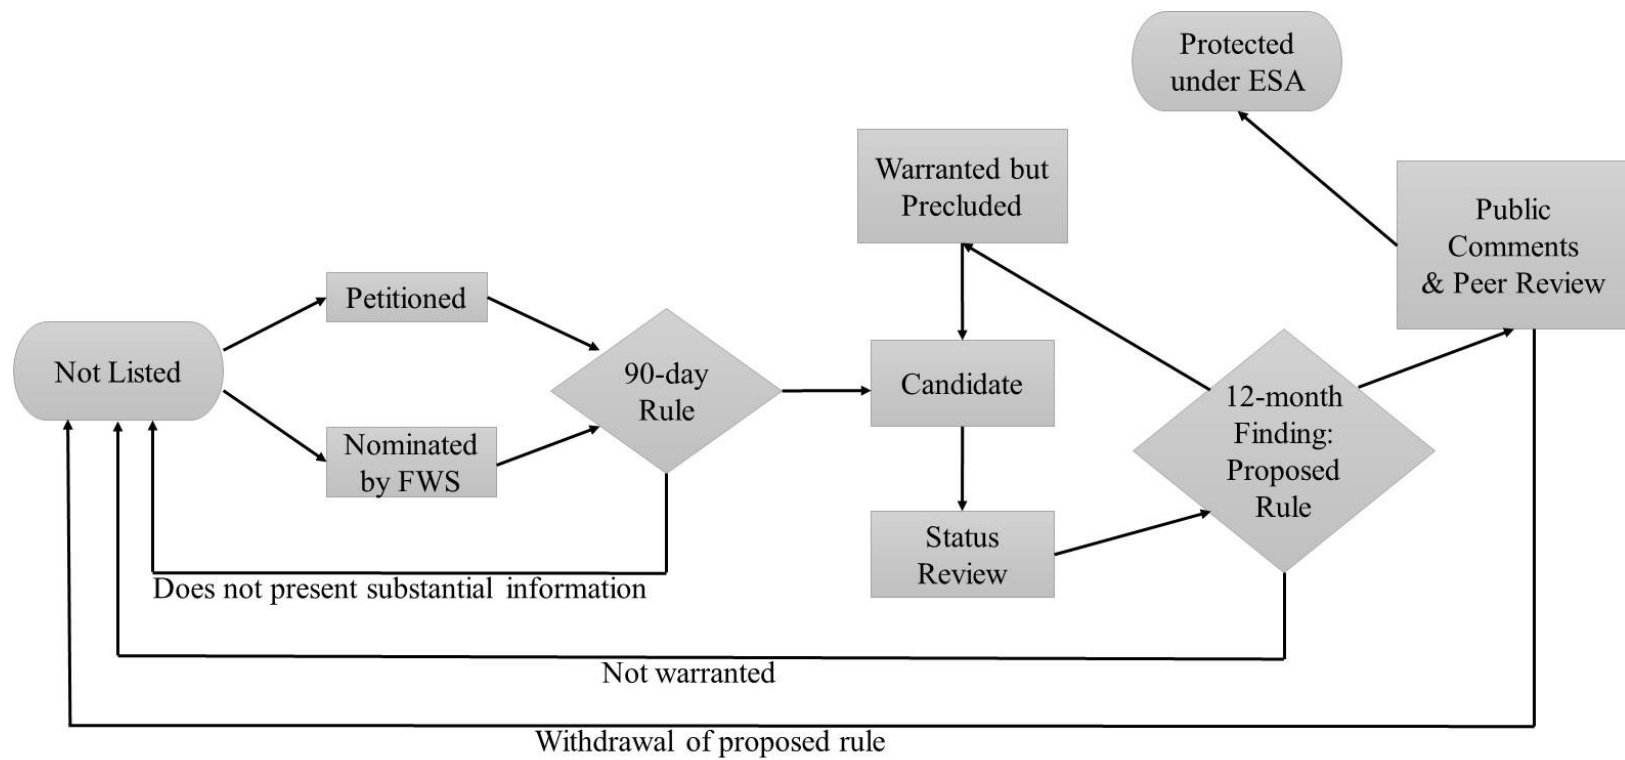 Protected
under ESA
Warranted but
Precluded
Public
Comments
& Peer Review
Petitioned
Not Listed
90-day
Rule
Candidate
12-month
Finding:
Proposed
Rule
Nominated
by FWS
Status
Review
Does not present substantial information
Not warranted
Withdrawal of proposed rule